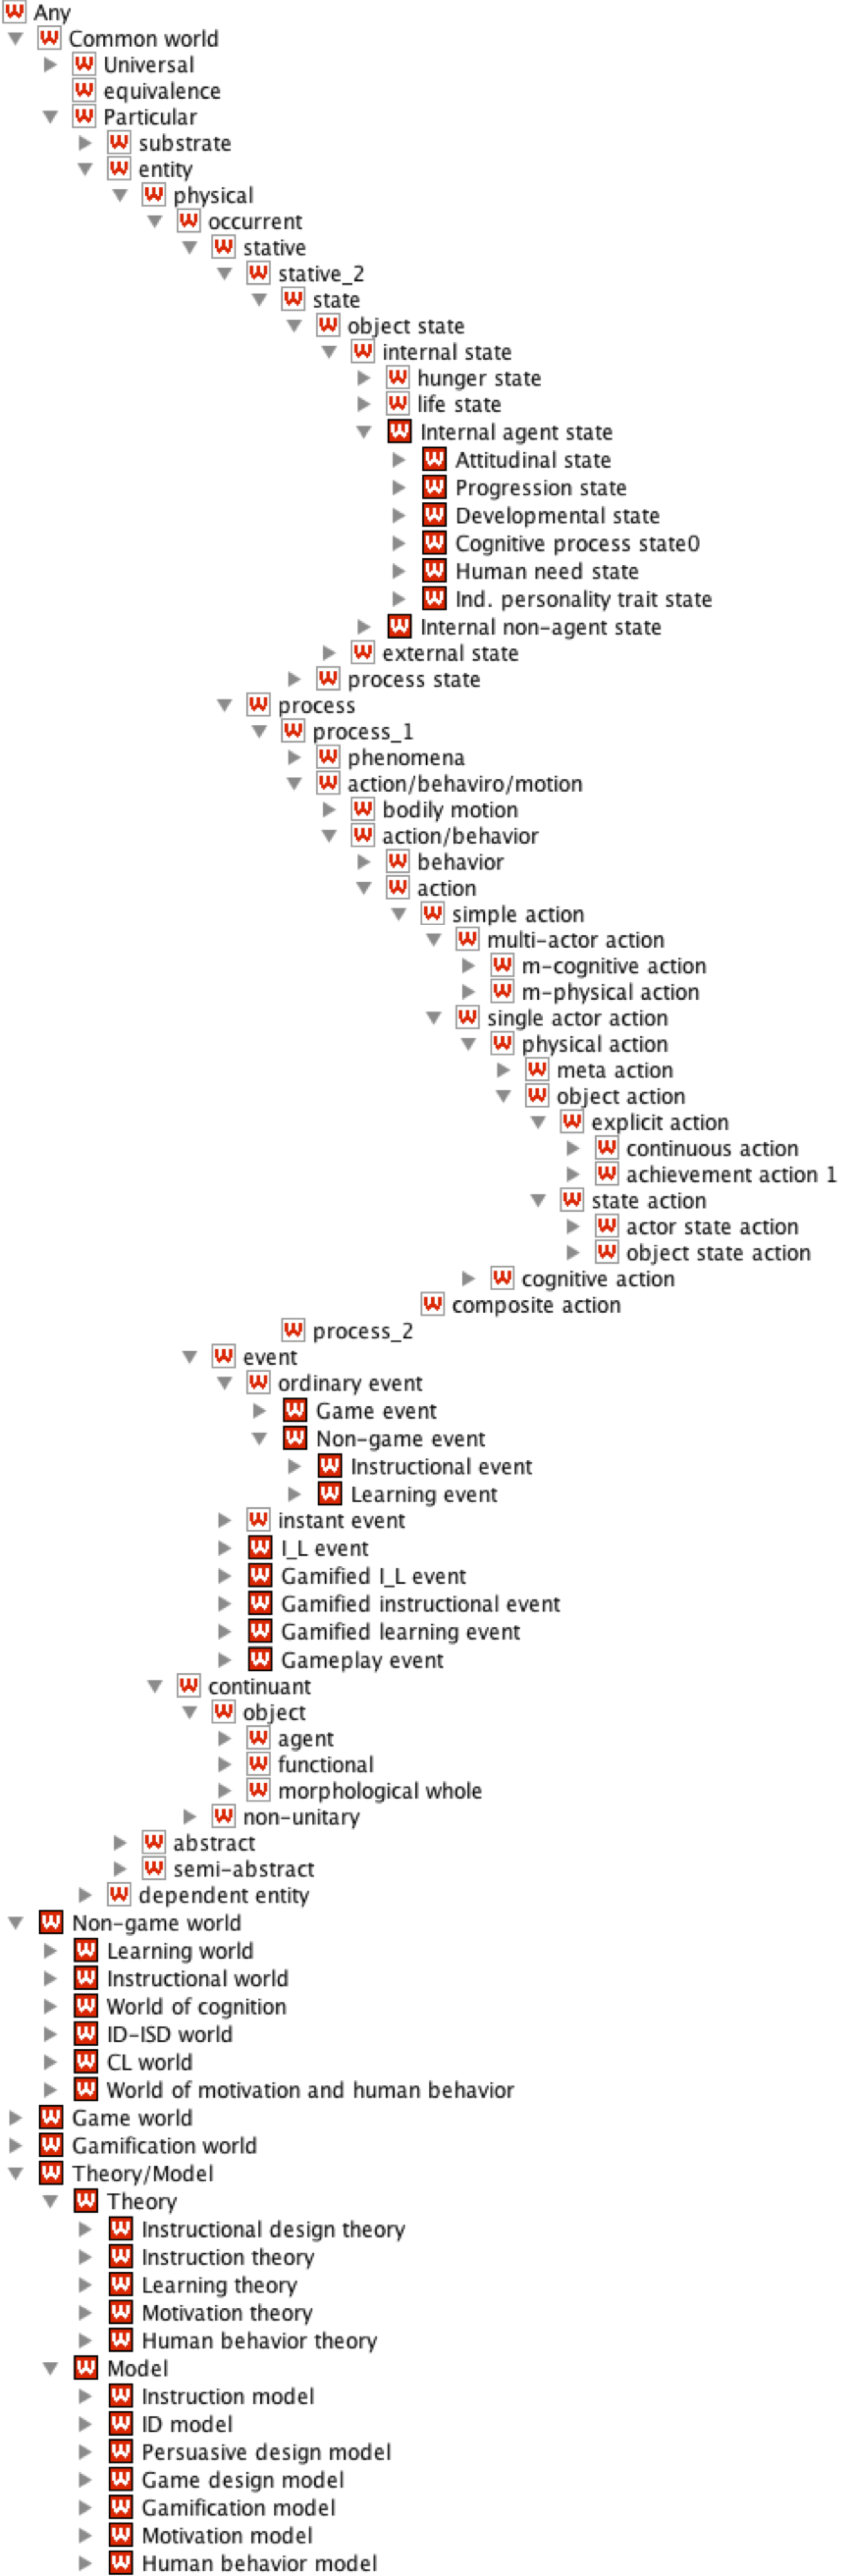 Any
Common world
Universal
equivalence
Particular
substrate
entity
physical
occurrent
stative
stative_2
state
object state
internal state
hunger state
life state
Internal agent state
Attitudinal state
Progression state
Developmental state
Cognitive process state0
Human need state
Ind. personality trait state
Internal non-agent state
external state
process state
process
process_1
phenomena
action/behaviro/motion
bodily motion
action/behavior
behavior
action
simple action
multi-actor action
m-cognitive action
m-physical action
single actor action
physical action
meta action
object action
explicit action
continuous action
achievement action 1
state action
actor state action
object state action
cognitive action
composite action
process_2
event
ordinary event
Game event
Non-game event
Instructional event
Learning event
instant event
I_L event
Gamified I_L event
Gamified instructional event
Gamified learning event
Gameplay event
continuant
object
agent
functional
morphological whole
non-unitary
abstract
semi-abstract
dependent entity
Non-game world
Learning world
Instructional world
World of cognition
ID-ISD world
CL world
World of motivation and human behavior
Game world
Gamification world
Theory/Model
Theory
Instructional design theory
Instruction theory
Learning theory
Motivation theory
Human behavior theory
Model
Instruction model
ID model
Persuasive design model
Game design model
Gamification model
Motivation model
Human behavior model